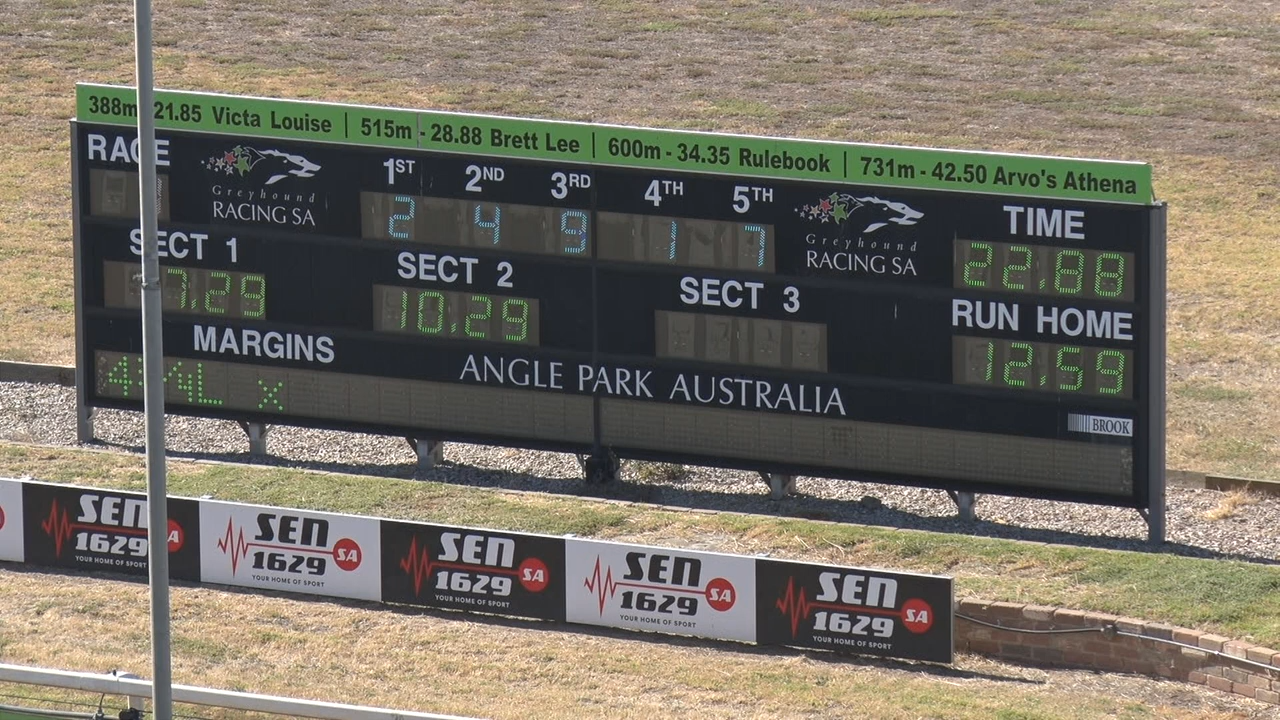 388m 21.85 Victa Louise | 515m - 28.88 Brett Lee | 600m - 34.35 Rulebook | 731m - 42.50 Arvo's Athena
RACE
Greyhound
RACING SA
1ST 2ND 3RD 4TH 5TH
2 4 9 1 7
Greyhound
RACING SA
TIME
22.88
SECT 1
7.29
SECT 2
10.29
SECT 3
RUN HOME
12.59
MARGINS
ANGLE PARK AUSTRALIA
BROOK
SEN
1629 SA
YOUR HOME OF SPORT
SEN
1629 SA
YOUR HOME OF SPORT
SEN
1629 SA
YOUR HOME OF SPORT
SEN
1629 SA
YOUR HOME OF SPORT
SEN
1629 SA
YOUR HOME OF SPORT